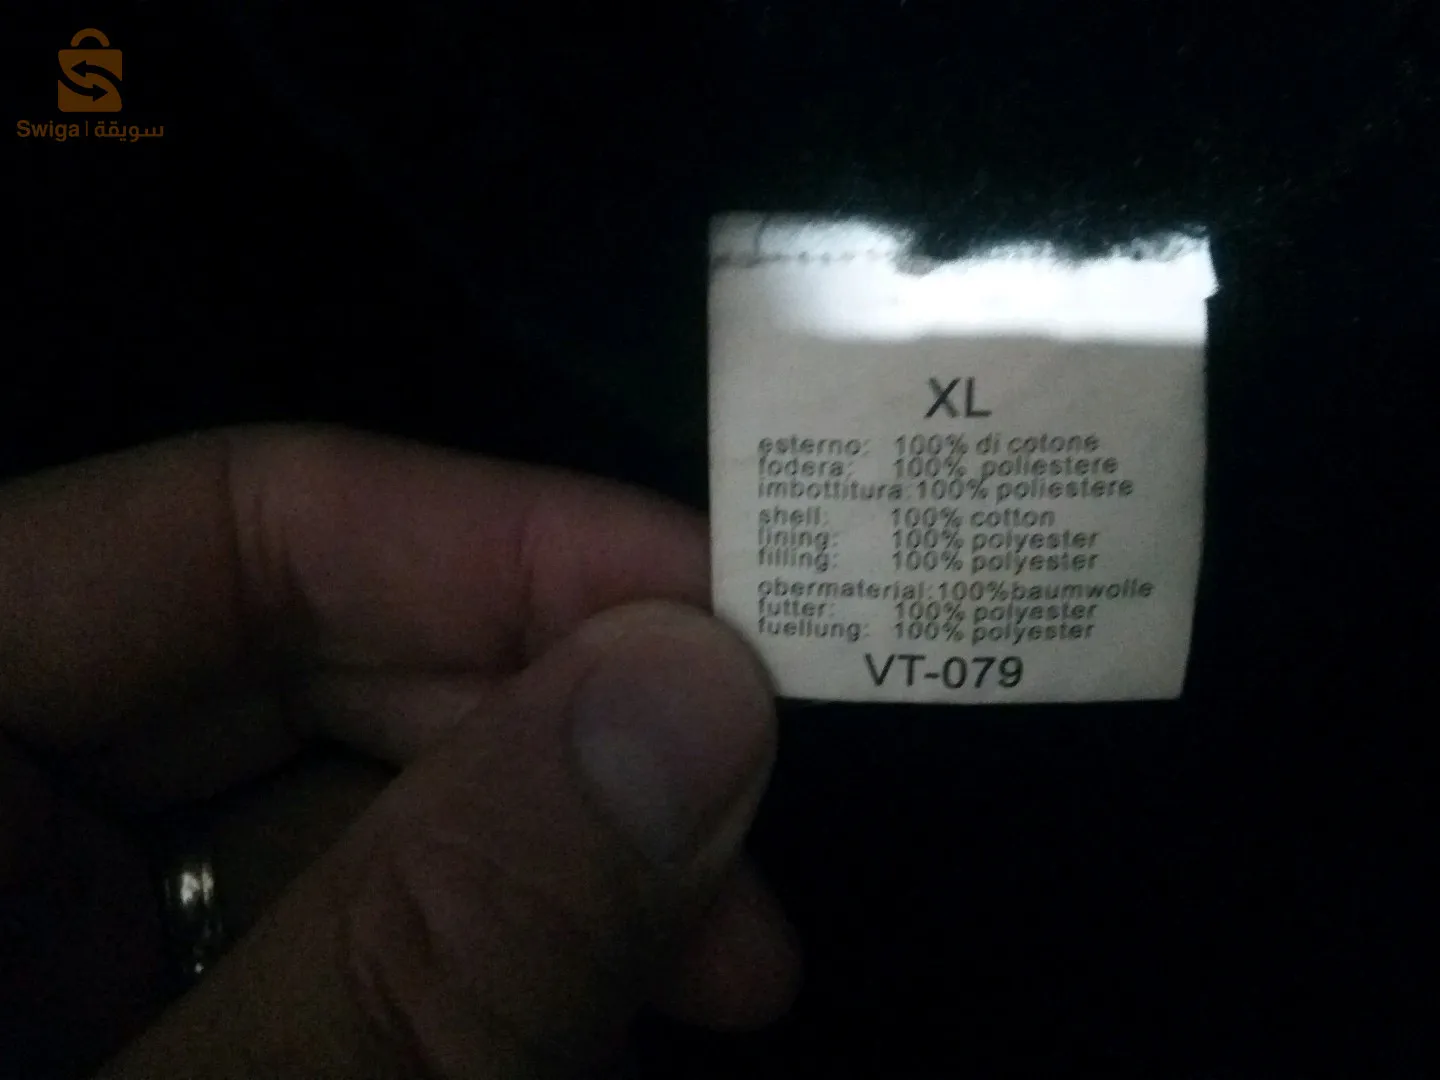 Swiga | سويقة
XL
esterno: 100% di cotone
fodera: 100% poliestere
imbottitura: 100% poliestere
shell: 100% cotton
lining: 100% polyester
filling: 100% polyester
obermaterial: 100% baumwolle
futter: 100% polyester
fuellung: 100% polyester
VT-079